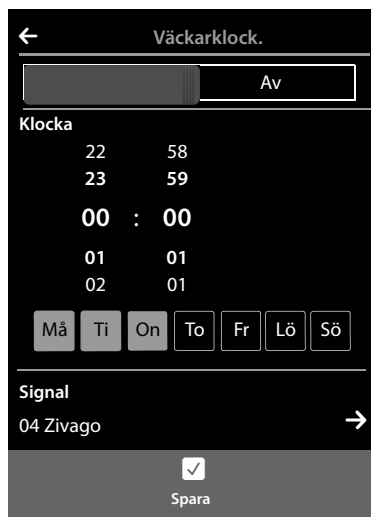 Väckarklock.
Av
Klocka
22 58
23 59
00 : 00
01 01
02 01
Må Ti On To Fr Lö Sö
Signal
04 Zivago
Spara